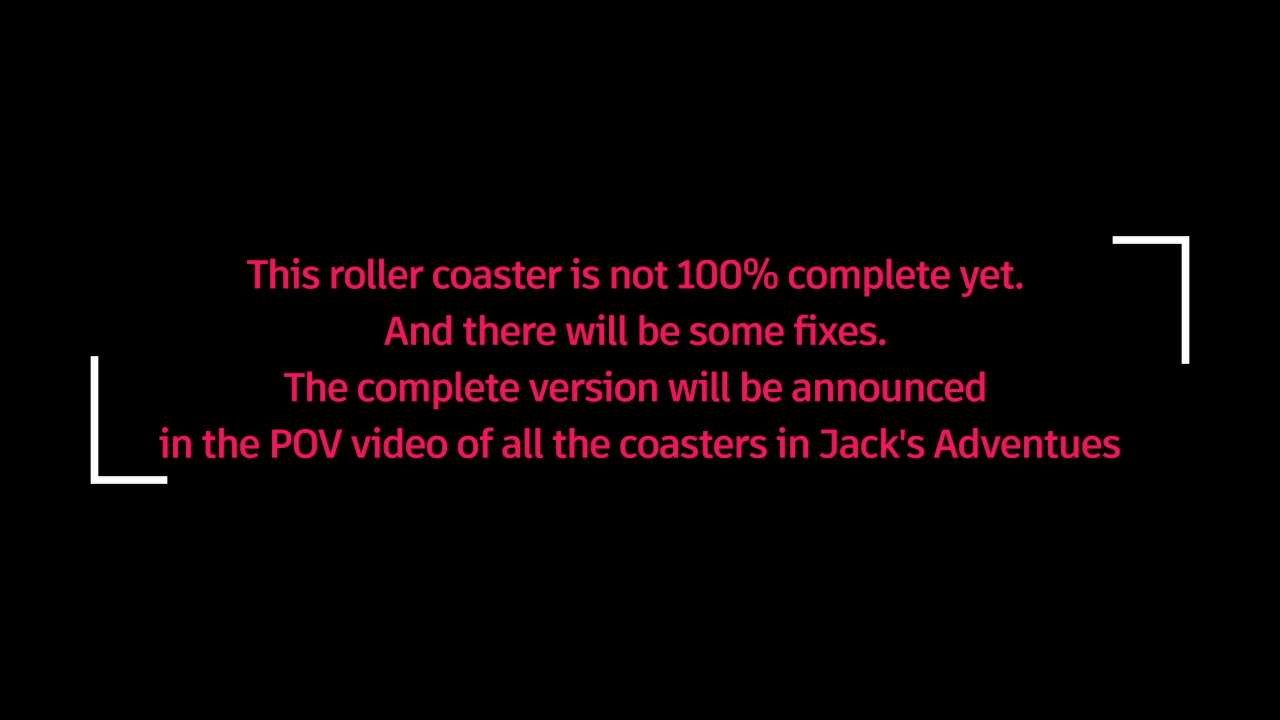 This roller coaster is not 100% complete yet.
And there will be some fixes.
The complete version will be announced
in the POV video of all the coasters in Jack's Adventues